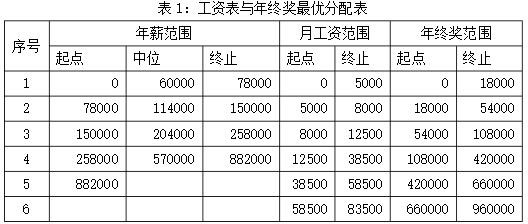 表1：工资表与年终奖最优分配表
序号 年薪范围 月工资范围 年终奖范围
起点 中位 终止 起点 终止 起点 终止
1 0 60000 78000 0 5000 0 18000
2 78000 114000 150000 5000 8000 18000 54000
3 150000 204000 258000 8000 12500 54000 108000
4 258000 570000 882000 12500 38500 108000 420000
5 882000 38500 58500 420000 660000
6 58500 83500 660000 960000